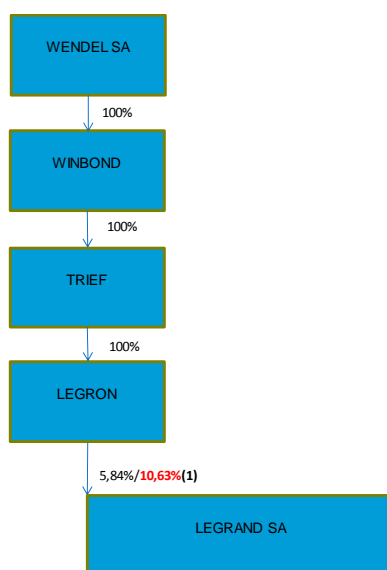 WENDEL SA
100%
WINBOND
100%
TRIEF
100%
LEGRON
5,84%/10,63%(1)
LEGRAND SA